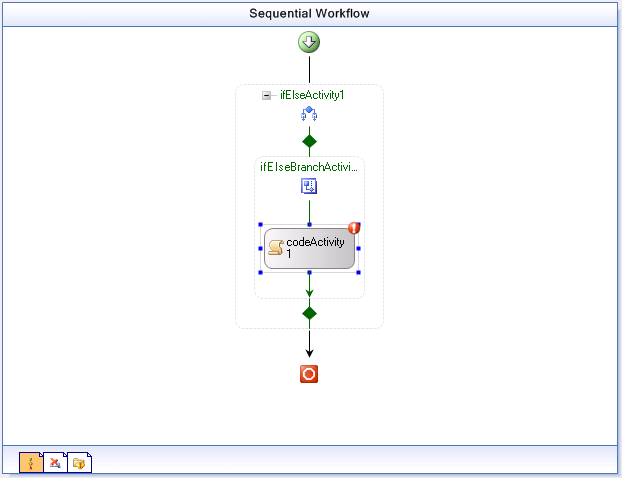 Sequential Workflow
ifElseActivity1
ifElseBranchActivi...
codeActivity
1